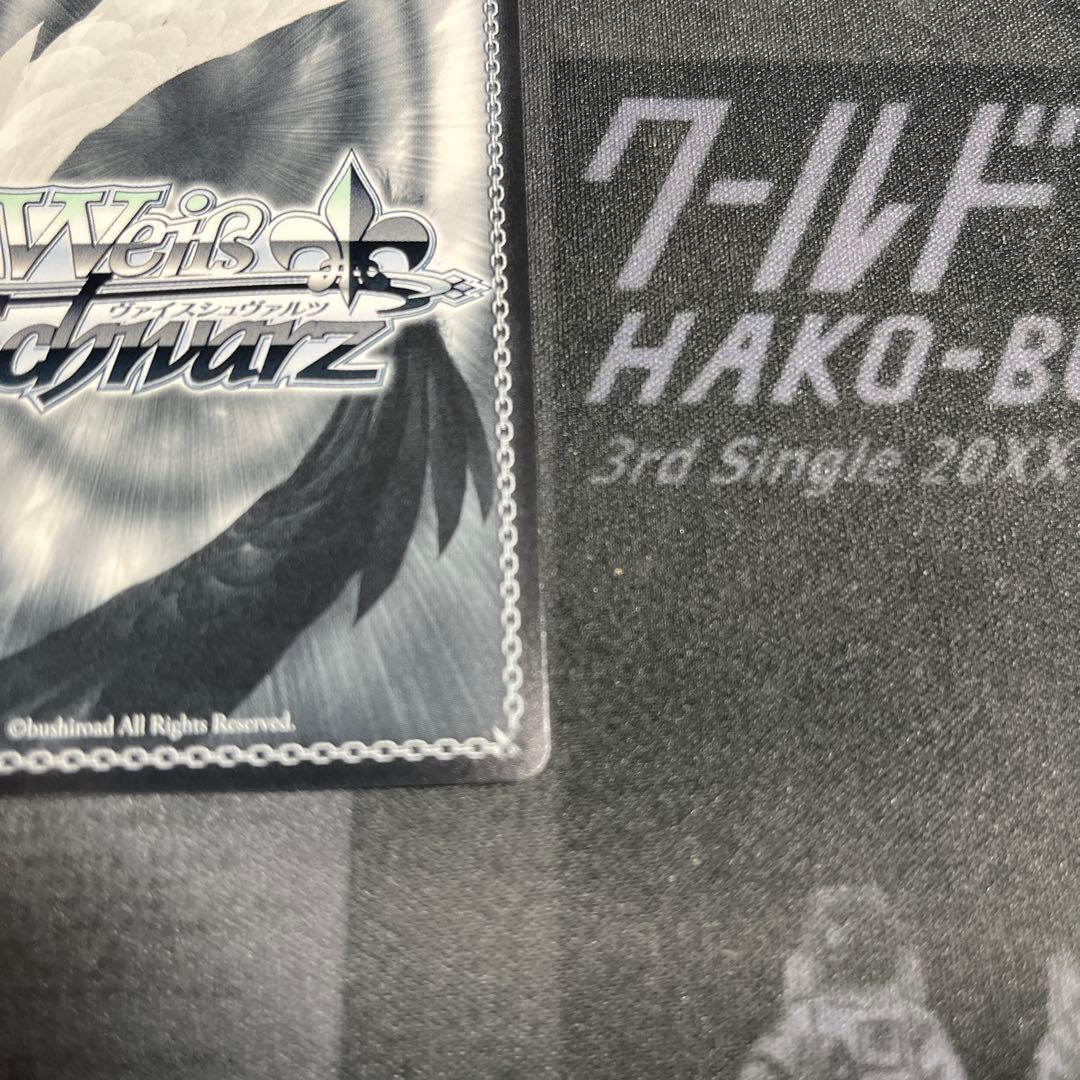 Weiß
ヴァイスシュヴァルツ
Schwarz
©bushiroad All Rights Reserved.
ワールド
HAKO-B
3rd Single 20XX